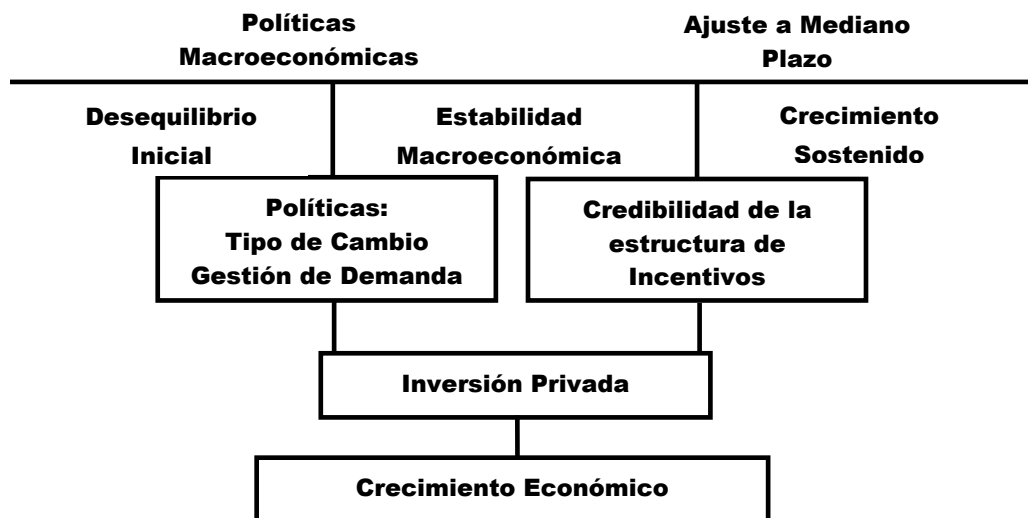 Políticas
Macroeconómicas
Ajuste a Mediano
Plazo
Desequilibrio
Inicial
Estabilidad
Macroeconómica
Crecimiento
Sostenido
Políticas:
Tipo de Cambio
Gestión de Demanda
Credibilidad de la
estructura de
Incentivos
Inversión Privada
Crecimiento Económico